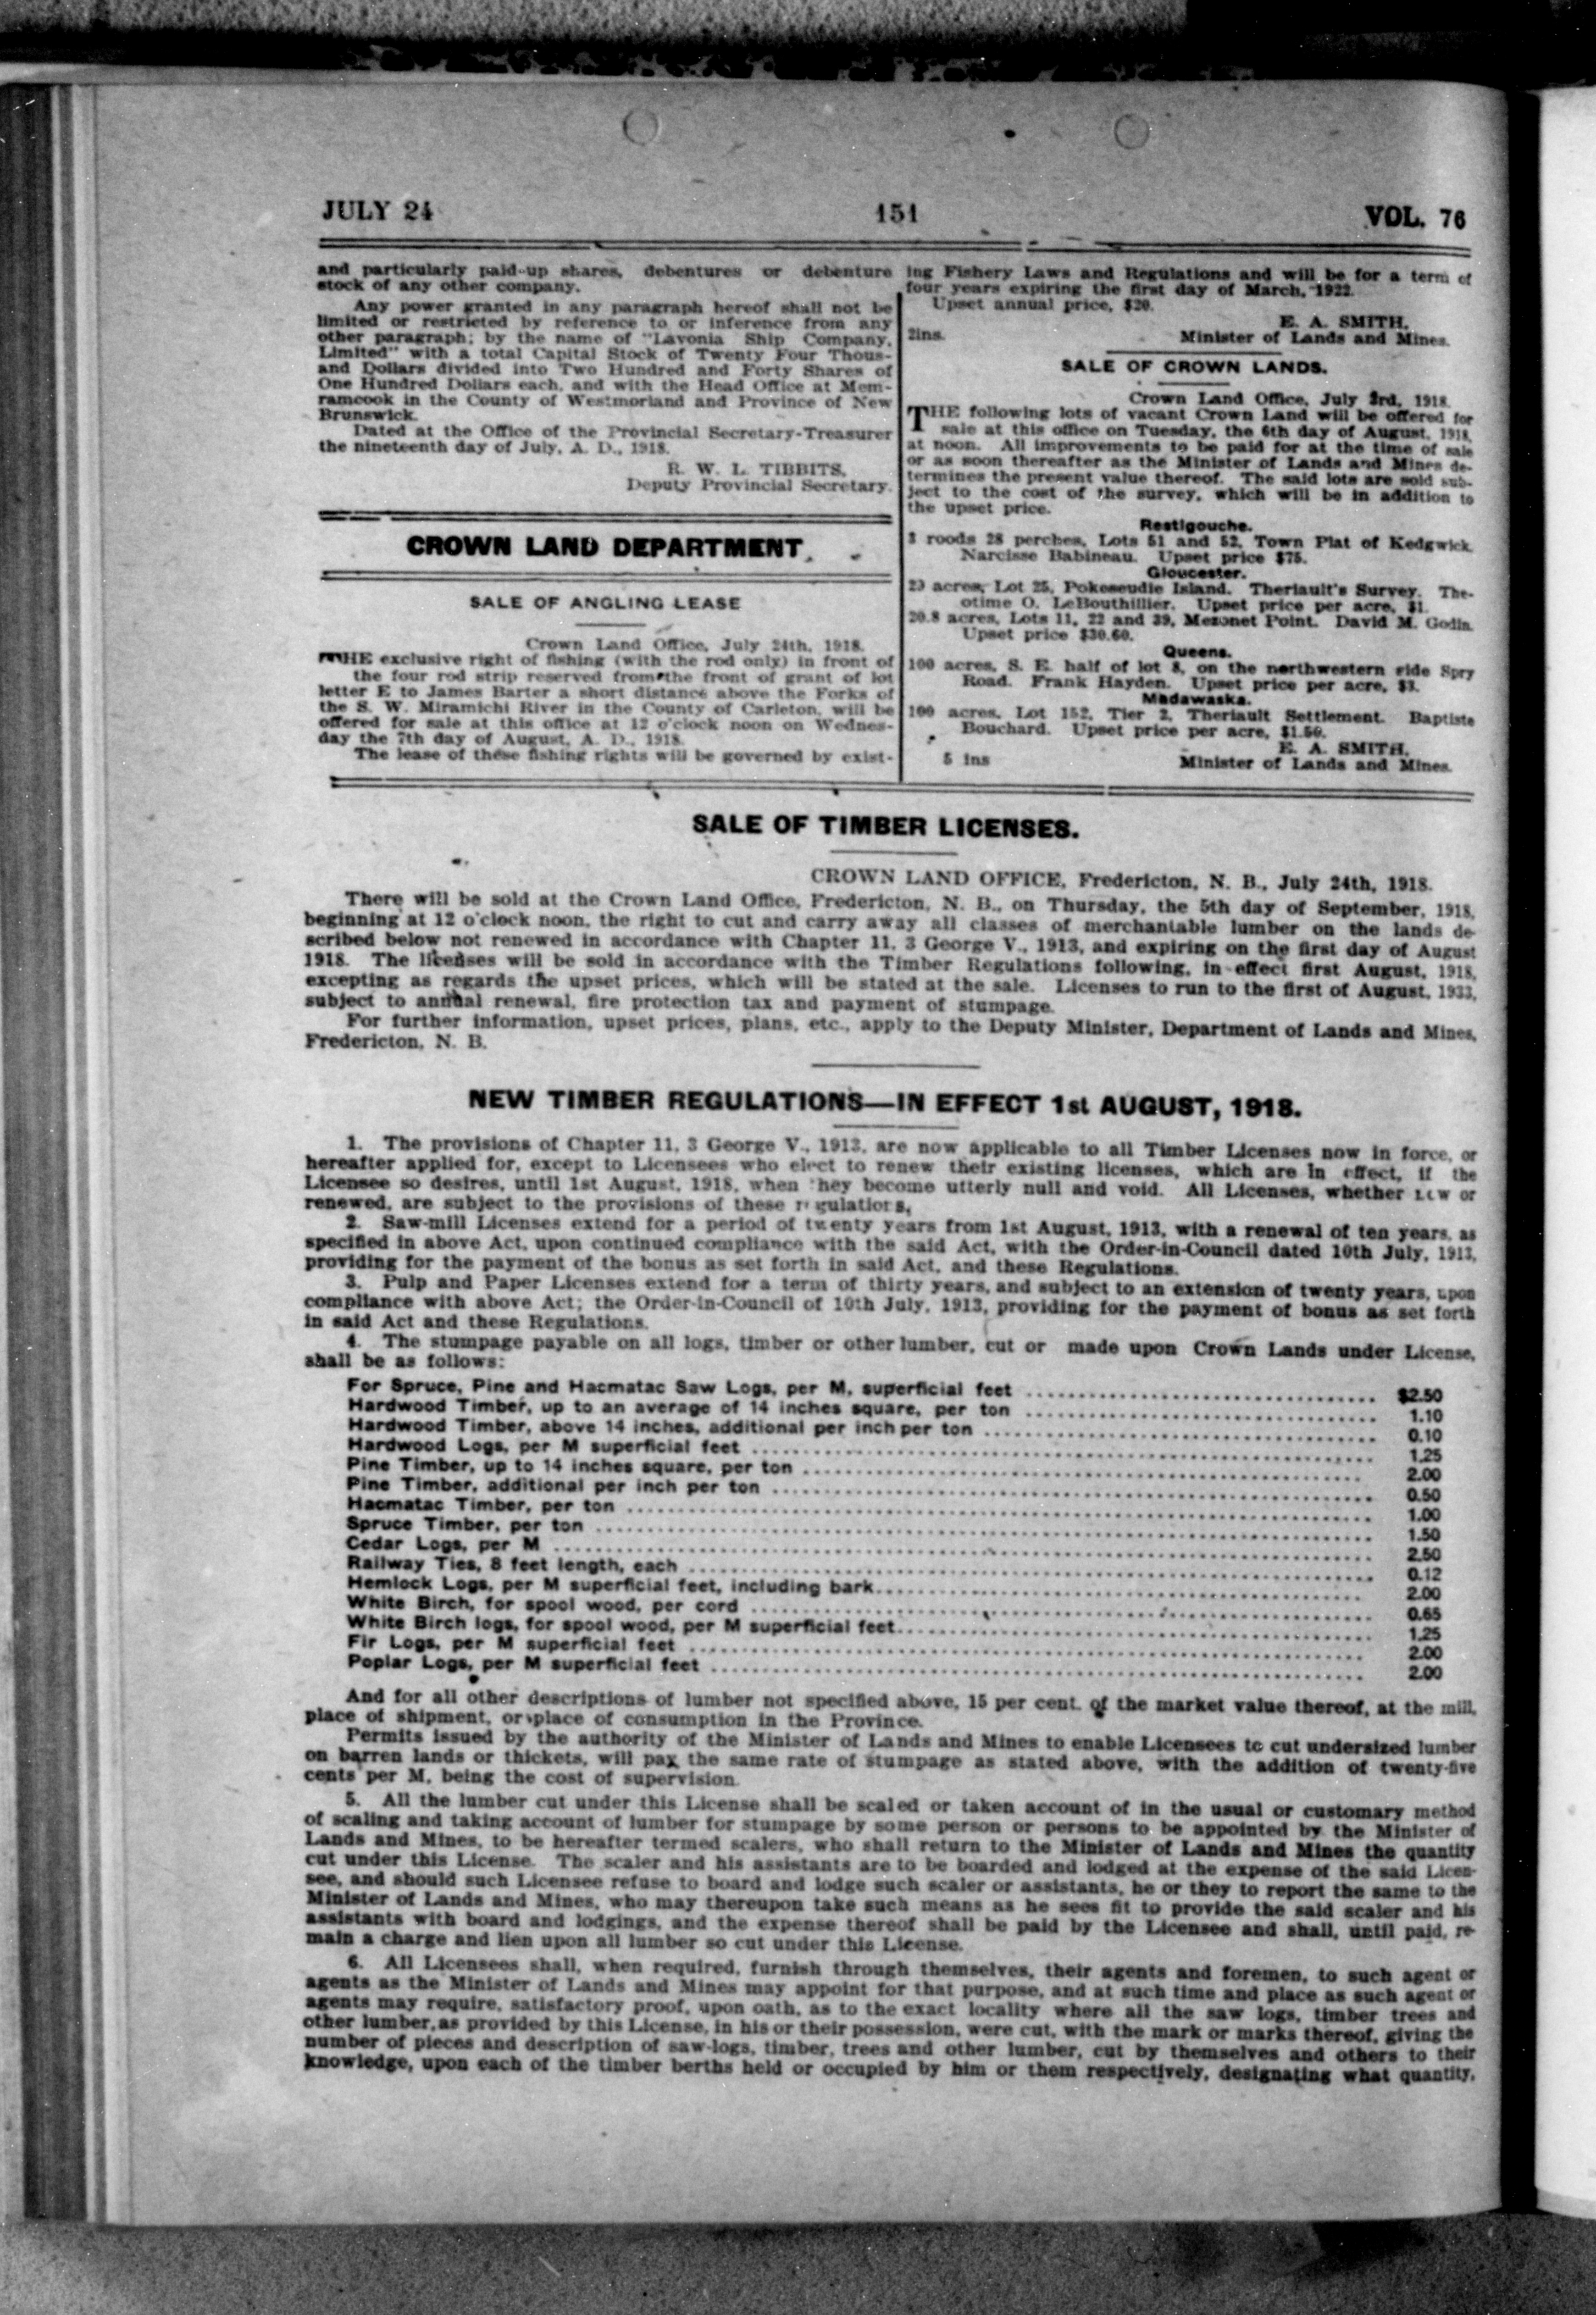 JULY 24
151
VOL. 76
and particularly paid-up shares, debentures or debenture
stock of any other company.
Any power granted in any paragraph hereof shall not be
limited or restricted by reference to or inference from any
other paragraph; by the name of "Lavonia Ship Company,
Limited" with a total Capital Stock of Twenty Four Thous-
and Dollars divided into Two Hundred and Forty Shares of
One Hundred Dollars each, and with the Head Office at Mem-
ramcook in the County of Westmorland and Province of New
Brunswick.
Dated at the Office of the Provincial Secretary-Treasurer
the nineteenth day of July, A. D., 1918.
R. W. L. TIBBITS,
Deputy Provincial Secretary.
CROWN LAND DEPARTMENT.
SALE OF ANGLING LEASE
Crown Land Office, July 24th, 1918.
THE exclusive right of fishing (with the rod only) in front of
the four rod strip reserved from the front of grant of lot
letter E to James Barter a short distance above the Forks of
the S. W. Miramichi River in the County of Carleton, will be
offered for sale at this office at 12 o'clock noon on Wednes-
day the 7th day of August, A. D., 1918.
The lease of these fishing rights will be governed by exist-
ing Fishery Laws and Regulations and will be for a term of
four years expiring the first day of March, 1922.
Upset annual price, $20.
E. A. SMITH,
2ins. Minister of Lands and Mines.
SALE OF CROWN LANDS.
Crown Land Office, July 3rd, 1918.
THE following lots of vacant Crown Land will be offered for
sale at this office on Tuesday, the 6th day of August, 1918,
at noon. All improvements to be paid for at the time of sale
or as soon thereafter as the Minister of Lands and Mines de-
termines the present value thereof. The said lots are sold sub-
ject to the cost of the survey, which will be in addition to
the upset price.
Restigouche.
3 roods 28 perches, Lots 51 and 52, Town Plat of Kedgwick.
Narcisse Babineau. Upset price $75.
Gloucester.
23 acres, Lot 25, Pokesoudie Island. Theriault's Survey. The-
otime O. LeBouthillier. Upset price per acre, $1.
20.8 acres, Lots 11, 22 and 39, Mezonet Point. David M. Godin.
Upset price $30.60.
Queens.
100 acres, S. E. half of lot 8, on the northwestern side Spry
Road. Frank Hayden. Upset price per acre, $3.
Madawaska.
100 acres, Lot 152, Tier 2, Theriault Settlement. Baptiste
Bouchard. Upset price per acre, $1.50.
E. A. SMITH,
5 ins Minister of Lands and Mines.
SALE OF TIMBER LICENSES.
CROWN LAND OFFICE, Fredericton, N. B., July 24th, 1918.
There will be sold at the Crown Land Office, Fredericton, N. B., on Thursday, the 5th day of September, 1918,
beginning at 12 o'clock noon, the right to cut and carry away all classes of merchantable lumber on the lands de-
scribed below not renewed in accordance with Chapter 11, 3 George V., 1913, and expiring on the first day of August
1918. The licenses will be sold in accordance with the Timber Regulations following, in effect first August, 1918,
excepting as regards the upset prices, which will be stated at the sale. Licenses to run to the first of August, 1933,
subject to annual renewal, fire protection tax and payment of stumpage.
For further information, upset prices, plans, etc., apply to the Deputy Minister, Department of Lands and Mines,
Fredericton, N. B.
NEW TIMBER REGULATIONS—IN EFFECT 1st AUGUST, 1918.
1. The provisions of Chapter 11, 3 George V., 1913, are now applicable to all Timber Licenses now in force, or
hereafter applied for, except to Licensees who elect to renew their existing licenses, which are in effect, if the
Licensee so desires, until 1st August, 1918, when they become utterly null and void. All Licenses, whether new or
renewed, are subject to the provisions of these regulations.
2. Saw-mill Licenses extend for a period of twenty years from 1st August, 1913, with a renewal of ten years, as
specified in above Act, upon continued compliance with the said Act, with the Order-in-Council dated 10th July, 1913,
providing for the payment of the bonus as set forth in said Act, and these Regulations.
3. Pulp and Paper Licenses extend for a term of thirty years, and subject to an extension of twenty years, upon
compliance with above Act; the Order-in-Council of 10th July, 1913, providing for the payment of bonus as set forth
in said Act and these Regulations.
4. The stumpage payable on all logs, timber or other lumber, cut or made upon Crown Lands under License,
shall be as follows:
For Spruce, Pine and Hacmatac Saw Logs, per M, superficial feet $2.50
Hardwood Timber, up to an average of 14 inches square, per ton 1.10
Hardwood Timber, above 14 inches, additional per inch per ton 0.10
Hardwood Logs, per M superficial feet 1.25
Pine Timber, up to 14 inches square, per ton 2.00
Pine Timber, additional per inch per ton 0.50
Hacmatac Timber, per ton 1.00
Spruce Timber, per ton 1.50
Cedar Logs, per M 2.50
Railway Ties, 8 feet length, each 0.12
Hemlock Logs, per M superficial feet, including bark 2.00
White Birch, for spool wood, per cord 0.65
White Birch logs, for spool wood, per M superficial feet 1.25
Fir Logs, per M superficial feet 2.00
Poplar Logs, per M superficial feet 2.00
And for all other descriptions of lumber not specified above, 15 per cent. of the market value thereof, at the mill,
place of shipment, or place of consumption in the Province.
Permits issued by the authority of the Minister of Lands and Mines to enable Licensees to cut undersized lumber
on barren lands or thickets, will pay the same rate of stumpage as stated above, with the addition of twenty-five
cents per M, being the cost of supervision.
5. All the lumber cut under this License shall be scaled or taken account of in the usual or customary method
of scaling and taking account of lumber for stumpage by some person or persons to be appointed by the Minister of
Lands and Mines, to be hereafter termed scalers, who shall return to the Minister of Lands and Mines the quantity
cut under this License. The scaler and his assistants are to be boarded and lodged at the expense of the said Licen-
see, and should such Licensee refuse to board and lodge such scaler or assistants, he or they to report the same to the
Minister of Lands and Mines, who may thereupon take such means as he sees fit to provide the said scaler and his
assistants with board and lodgings, and the expense thereof shall be paid by the Licensee and shall, until paid, re-
main a charge and lien upon all lumber so cut under this License.
6. All Licensees shall, when required, furnish through themselves, their agents and foremen, to such agent or
agents as the Minister of Lands and Mines may appoint for that purpose, and at such time and place as such agent or
agents may require, satisfactory proof, upon oath, as to the exact locality where all the saw logs, timber trees and
other lumber, as provided by this License, in his or their possession, were cut, with the mark or marks thereof, giving the
number of pieces and description of saw-logs, timber, trees and other lumber, cut by themselves and others to their
knowledge, upon each of the timber berths held or occupied by him or them respectively, designating what quantity,